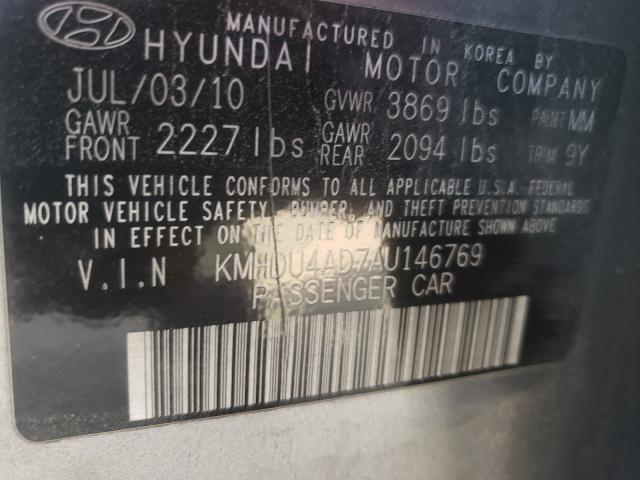 MANUFACTURED IN KOREA BY
HYUNDAI MOTOR COMPANY
JUL/03/10 GVWR 3869 lbs PAINT MM
GAWR FRONT 2227 lbs GAWR REAR 2094 lbs TRIM 9Y
THIS VEHICLE CONFORMS TO ALL APPLICABLE U.S.A. FEDERAL
MOTOR VEHICLE SAFETY, BUMPER, AND THEFT PREVENTION STANDARDS
IN EFFECT ON THE DATE OF MANUFACTURE SHOWN ABOVE
V.I.N KMHDU4AD7AU146769
PASSENGER CAR